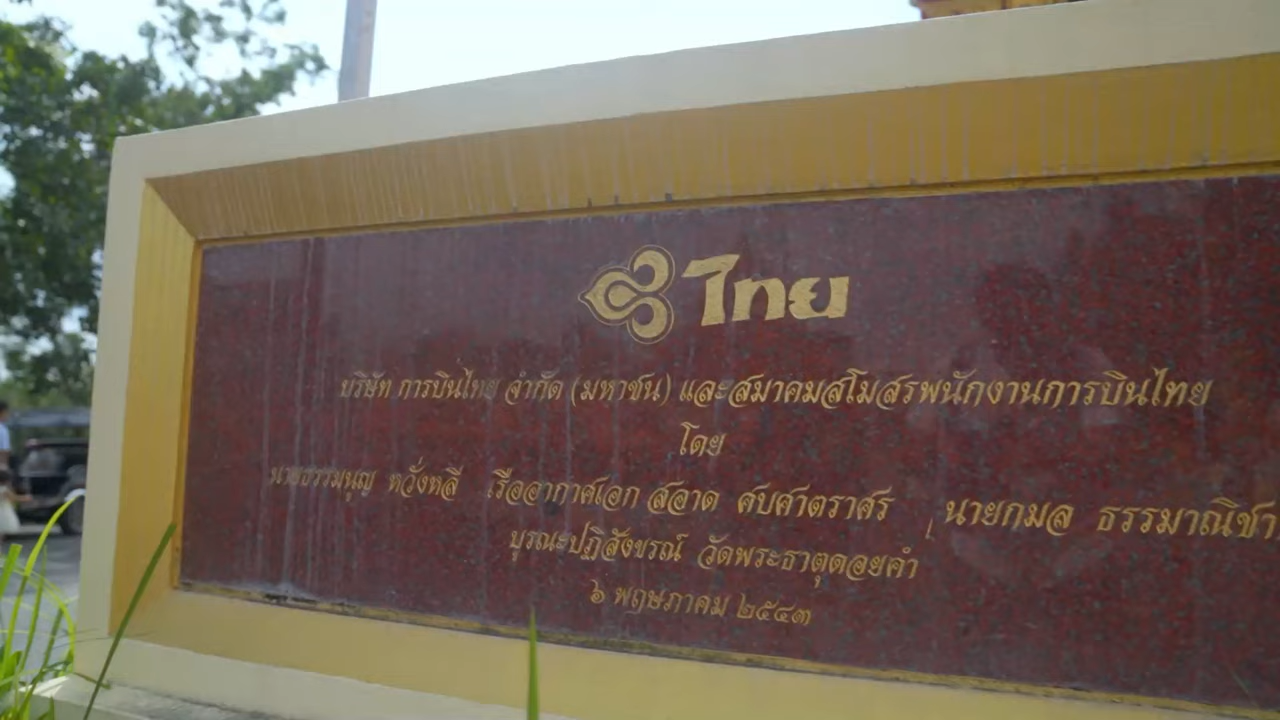 ไทย
บริษัท การบินไทย จำกัด (มหาชน) และสมาคมสโมสรพนักงานการบินไทย
โดย
นายธรรมนูญ หวั่งหลี เรืออากาศเอก สอาด ศบศาตราศร นายกมล ธรรมาณิชา
บูรณะปฏิสังขรณ์ วัดพระธาตุดอยคำ
๖ พฤษภาคม ๒๕๔๓